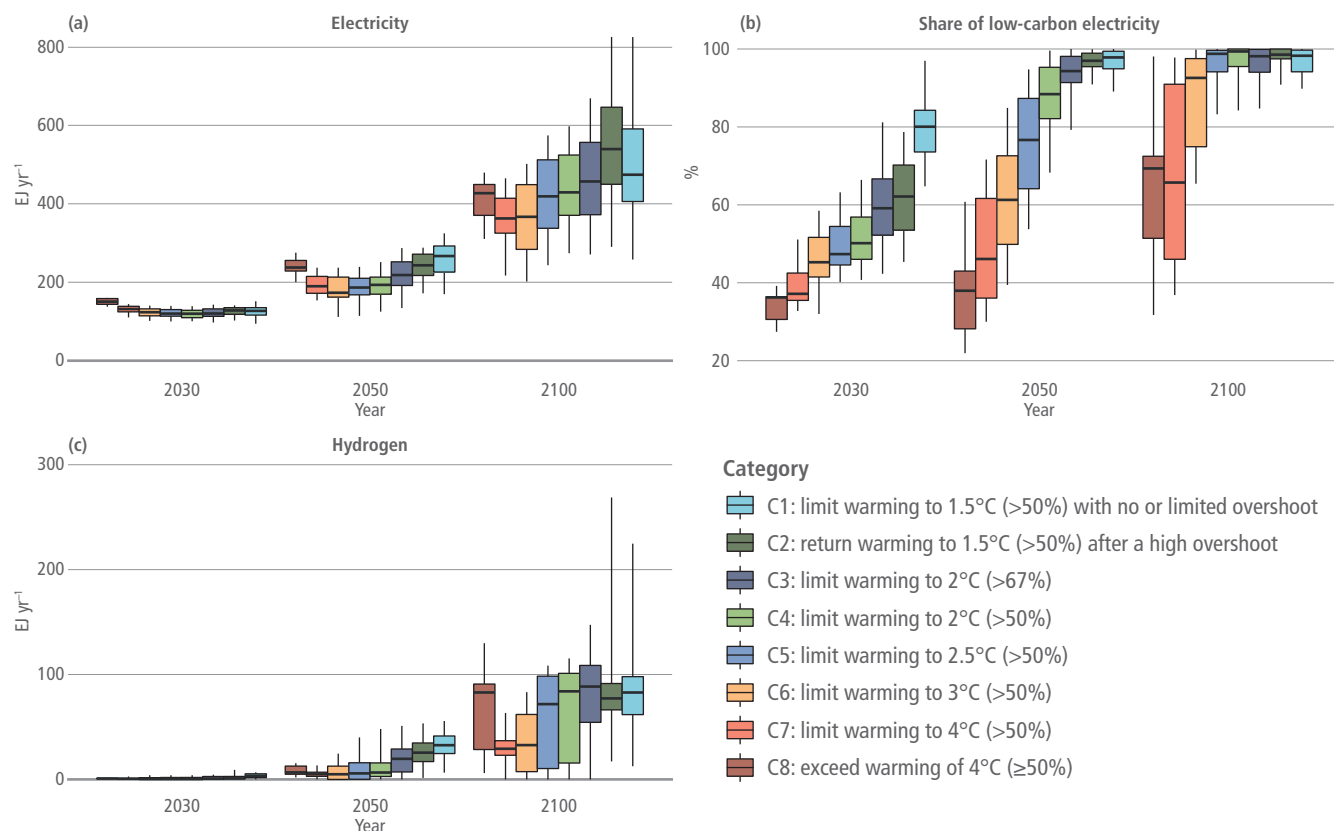 (a) Electricity
800
600
400
200
0
EJ yr⁻¹
2030 2050 2100
Year
(b) Share of low-carbon electricity
100
80
60
40
20
%
2030 2050 2100
Year
(c) Hydrogen
300
200
100
0
EJ yr⁻¹
2030 2050 2100
Year
Category
C1: limit warming to 1.5°C (>50%) with no or limited overshoot
C2: return warming to 1.5°C (>50%) after a high overshoot
C3: limit warming to 2°C (>67%)
C4: limit warming to 2°C (>50%)
C5: limit warming to 2.5°C (>50%)
C6: limit warming to 3°C (>50%)
C7: limit warming to 4°C (>50%)
C8: exceed warming of 4°C (≥50%)